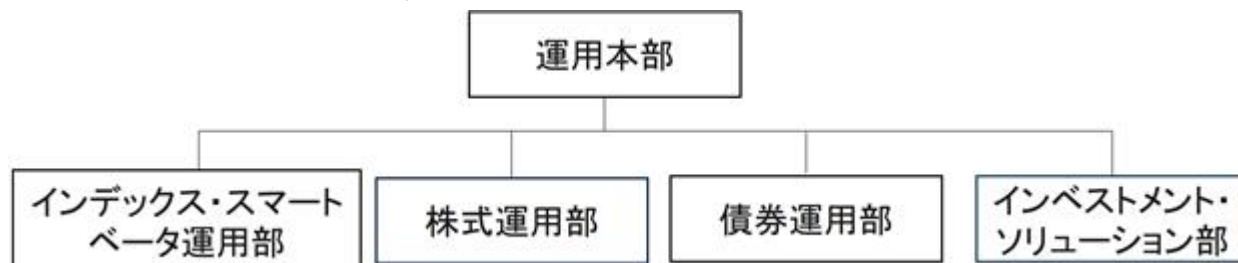 運用本部
インデックス・スマート
ベータ運用部
株式運用部
債券運用部
インベストメント・
ソリューション部